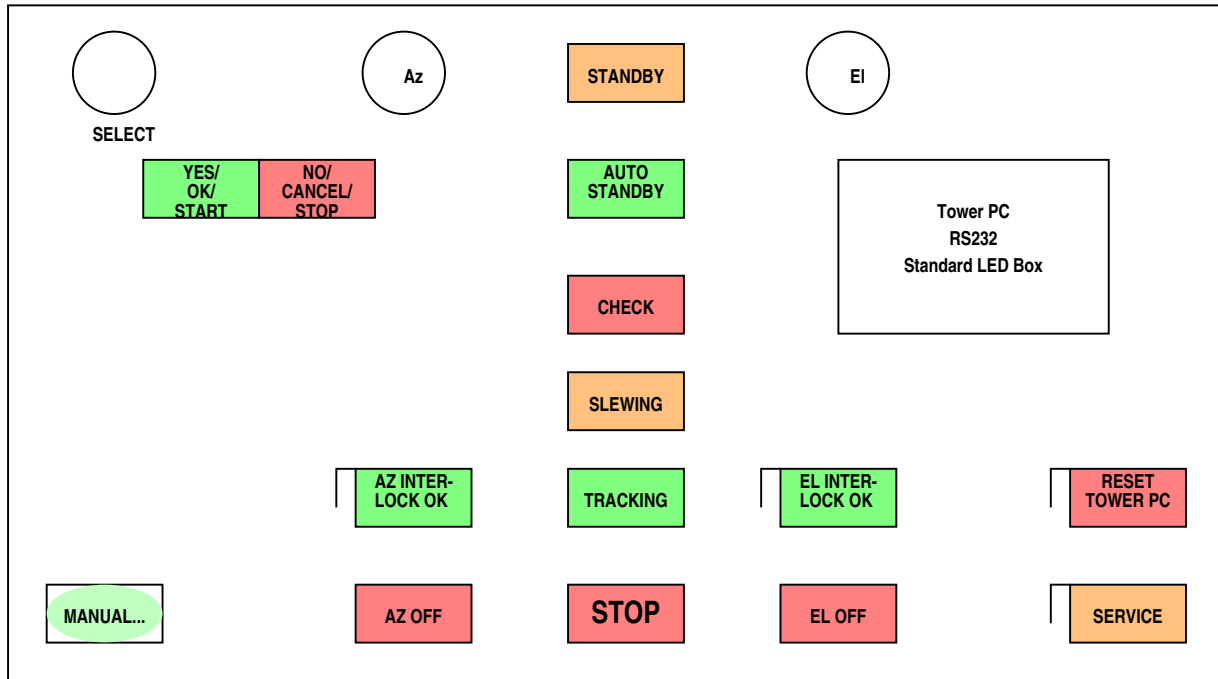 Az
STANDBY
El
SELECT
YES/
OK/
START
NO/
CANCEL/
STOP
AUTO
STANDBY
Tower PC
RS232
Standard LED Box
CHECK
SLEWING
AZ INTER-
LOCK OK
TRACKING
EL INTER-
LOCK OK
RESET
TOWER PC
MANUAL...
AZ OFF
STOP
EL OFF
SERVICE